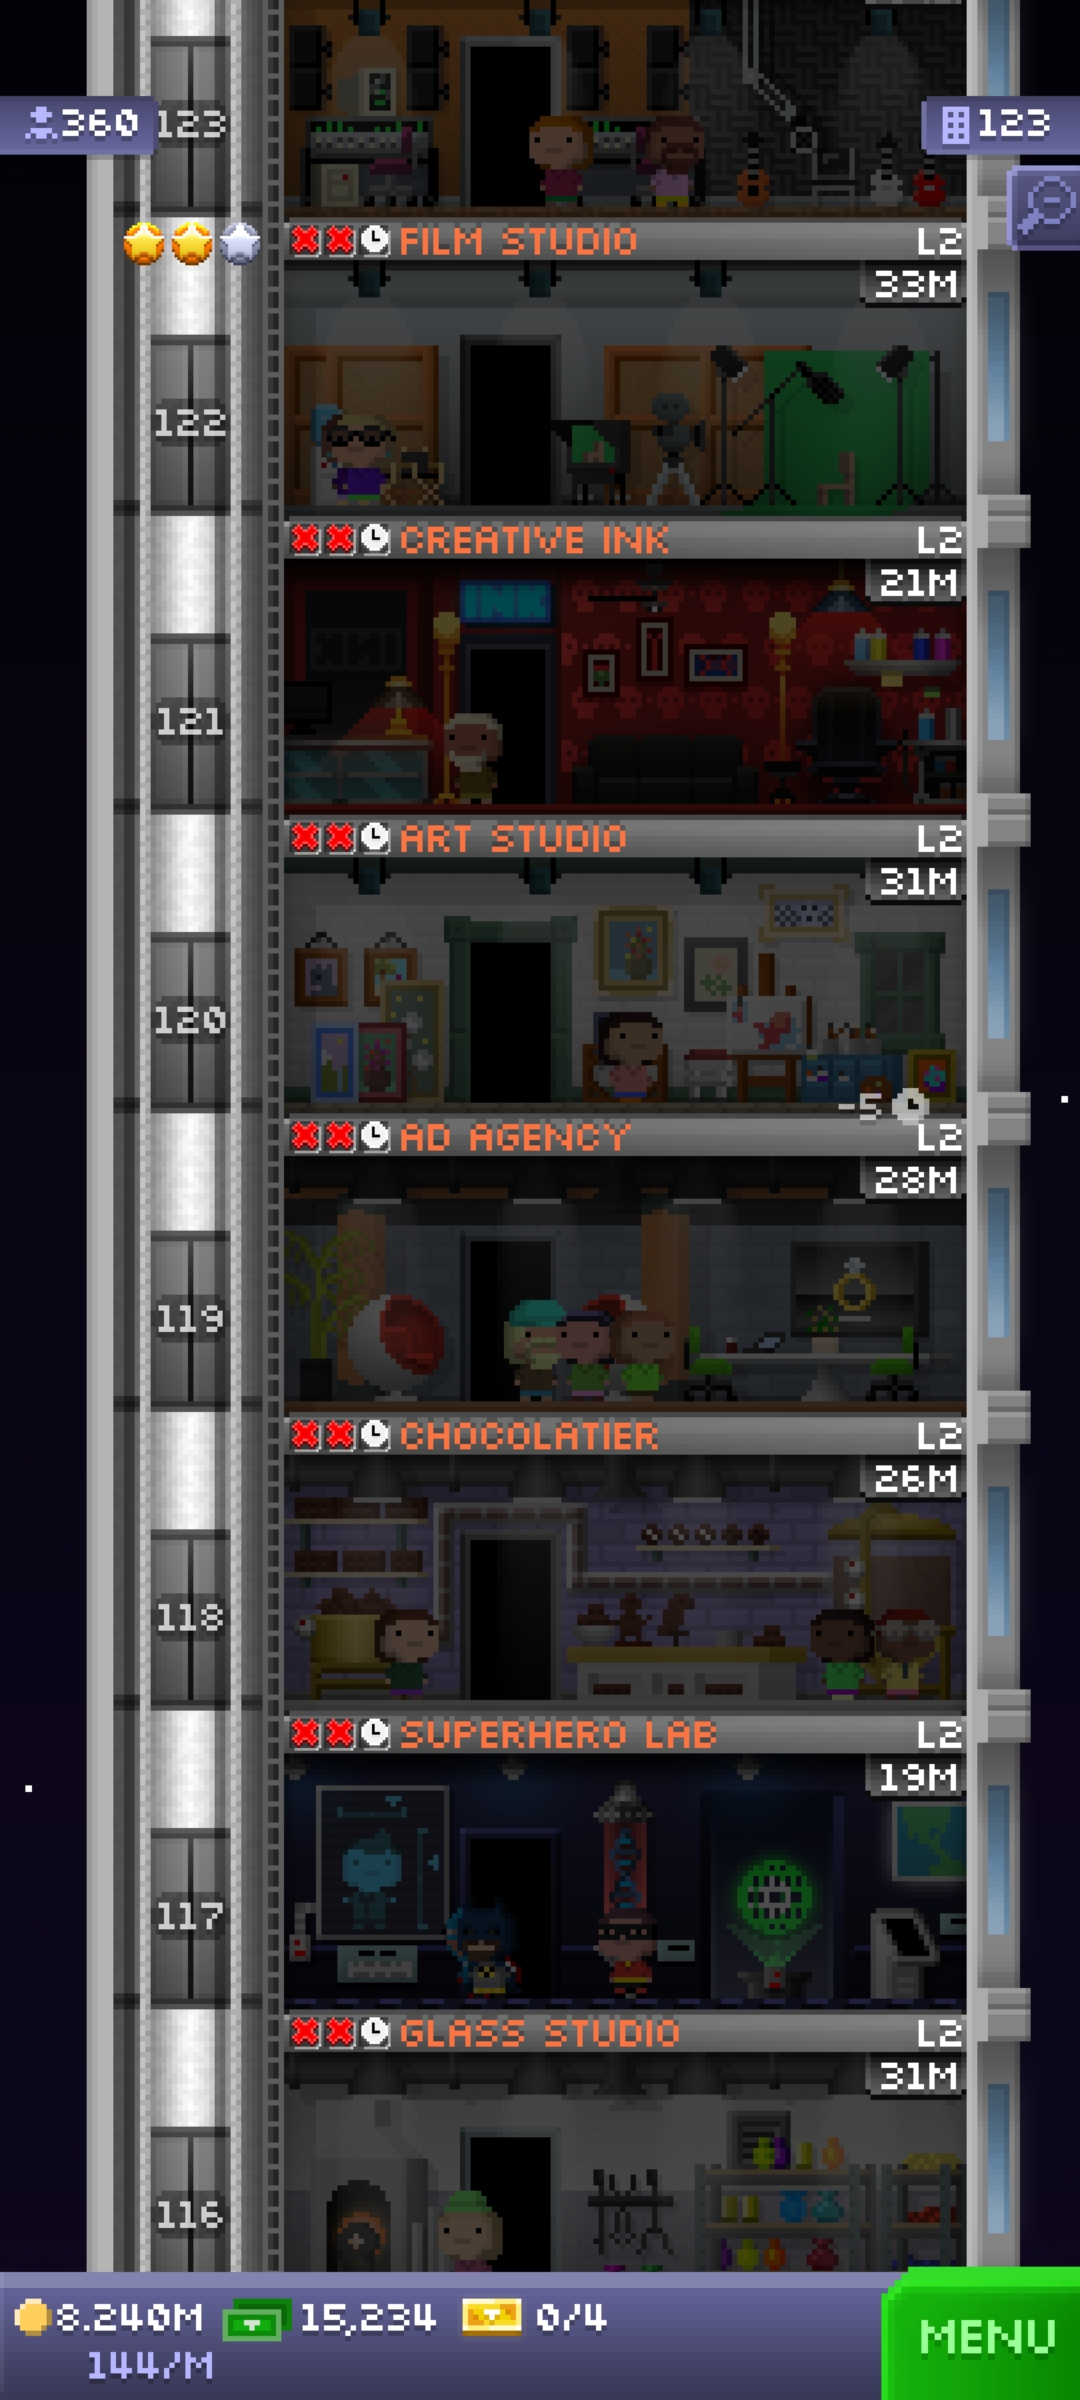 360
123
123
FILM STUDIO L2
33M
122
CREATIVE INK L2
21M
INK
121
ART STUDIO L2
31M
120
-5
AD AGENCY L2
28M
119
CHOCOLATIER L2
26M
118
SUPERHERO LAB L2
19M
117
GLASS STUDIO L2
31M
116
8.240M 15,234 0/4
144/M
MENU